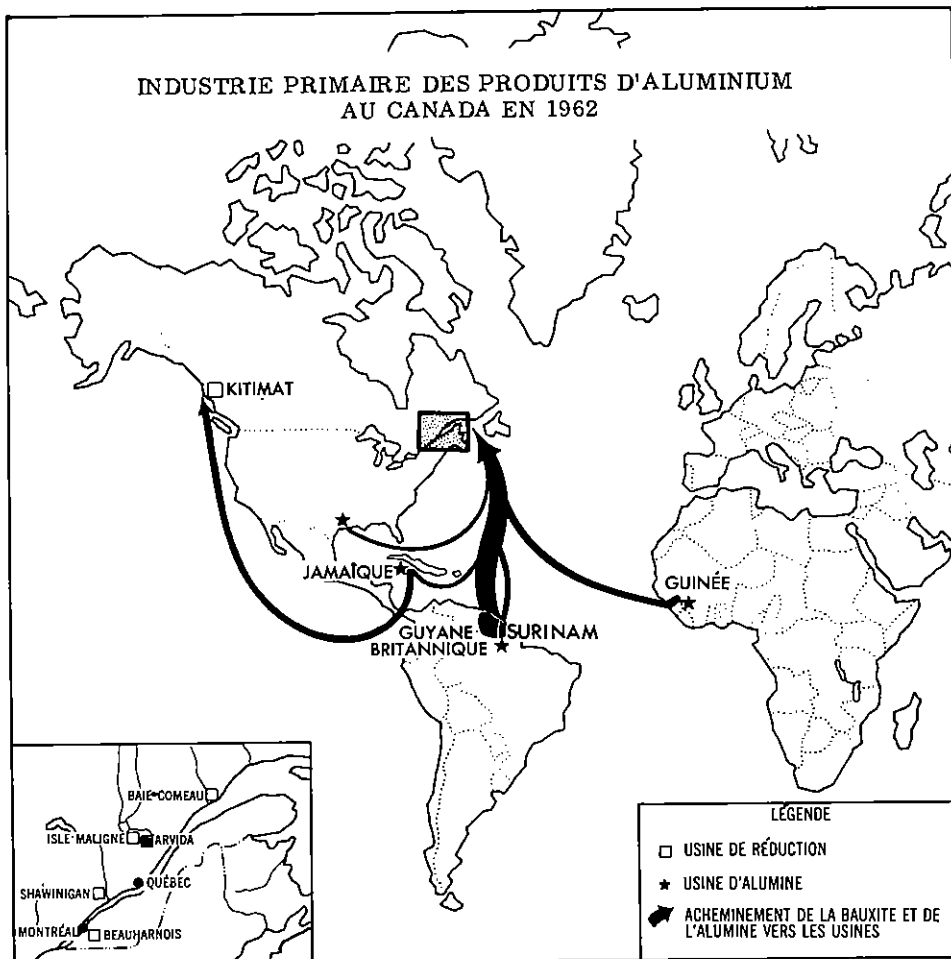 INDUSTRIE PRIMAIRE DES PRODUITS D'ALUMINIUM
AU CANADA EN 1962
KITIMAT
JAMAÏQUE
GUINÉE
GUYANE
BRITANNIQUE
SURINAM
BAIE-COMEAU
ISLE-MALIGNE
ARVIDA
QUÉBEC
SHAWINIGAN
MONTRÉAL
BEAUHARNOIS
LÉGENDE
USINE DE RÉDUCTION
USINE D'ALUMINE
ACHEMINEMENT DE LA BAUXITE ET DE
L'ALUMINE VERS LES USINES